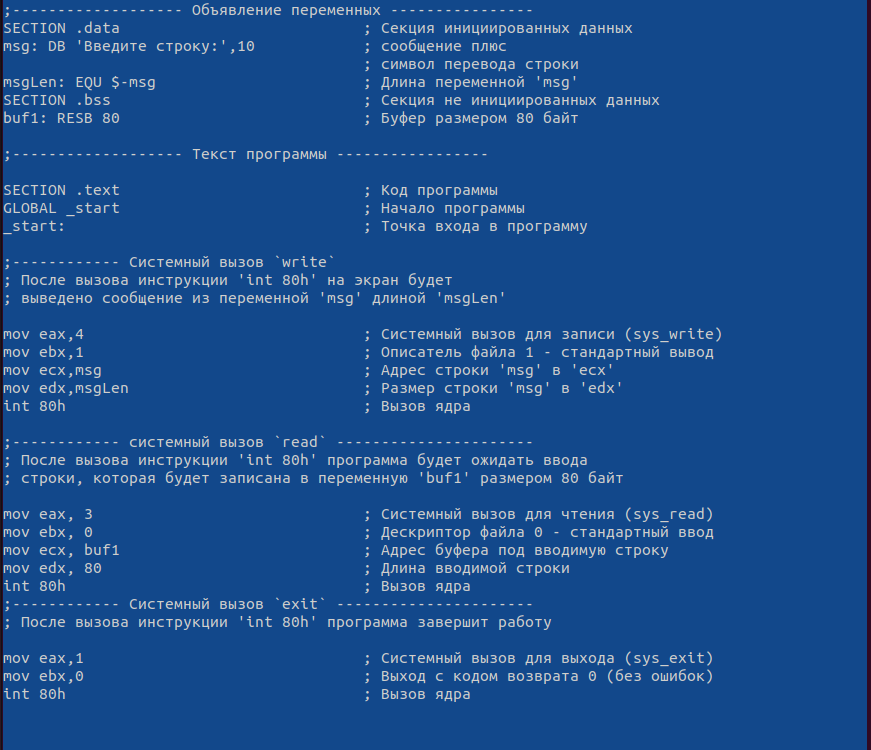 ;------------------- Объявление переменных ----------------
SECTION .data                           ; Секция инициированных данных
msg: DB 'Введите строку:',10            ; сообщение плюс
                                        ; символ перевода строки
msgLen: EQU $-msg                       ; Длина переменной 'msg'
SECTION .bss                            ; Секция не инициированных данных
buf1: RESB 80                           ; Буфер размером 80 байт
;------------------- Текст программы -----------------
SECTION .text                           ; Код программы
GLOBAL _start                           ; Начало программы
_start:                                 ; Точка входа в программу
;------------ Системный вызов `write`
; После вызова инструкции 'int 80h' на экран будет
; выведено сообщение из переменной 'msg' длиной 'msgLen'
mov eax,4                               ; Системный вызов для записи (sys_write)
mov ebx,1                               ; Описатель файла 1 - стандартный вывод
mov ecx,msg                             ; Адрес строки 'msg' в 'ecx'
mov edx,msgLen                          ; Размер строки 'msg' в 'edx'
int 80h                                 ; Вызов ядра
;------------ системный вызов `read` ----------------------
; После вызова инструкции 'int 80h' программа будет ожидать ввода
; строки, которая будет записана в переменную 'buf1' размером 80 байт
mov eax, 3                              ; Системный вызов для чтения (sys_read)
mov ebx, 0                              ; Дескриптор файла 0 - стандартный ввод
mov ecx, buf1                           ; Адрес буфера под вводимую строку
mov edx, 80                             ; Длина вводимой строки
int 80h                                 ; Вызов ядра
;------------ Системный вызов `exit` ----------------------
; После вызова инструкции 'int 80h' программа завершит работу
mov eax,1                               ; Системный вызов для выхода (sys_exit)
mov ebx,0                               ; Выход с кодом возврата 0 (без ошибок)
int 80h                                 ; Вызов ядра